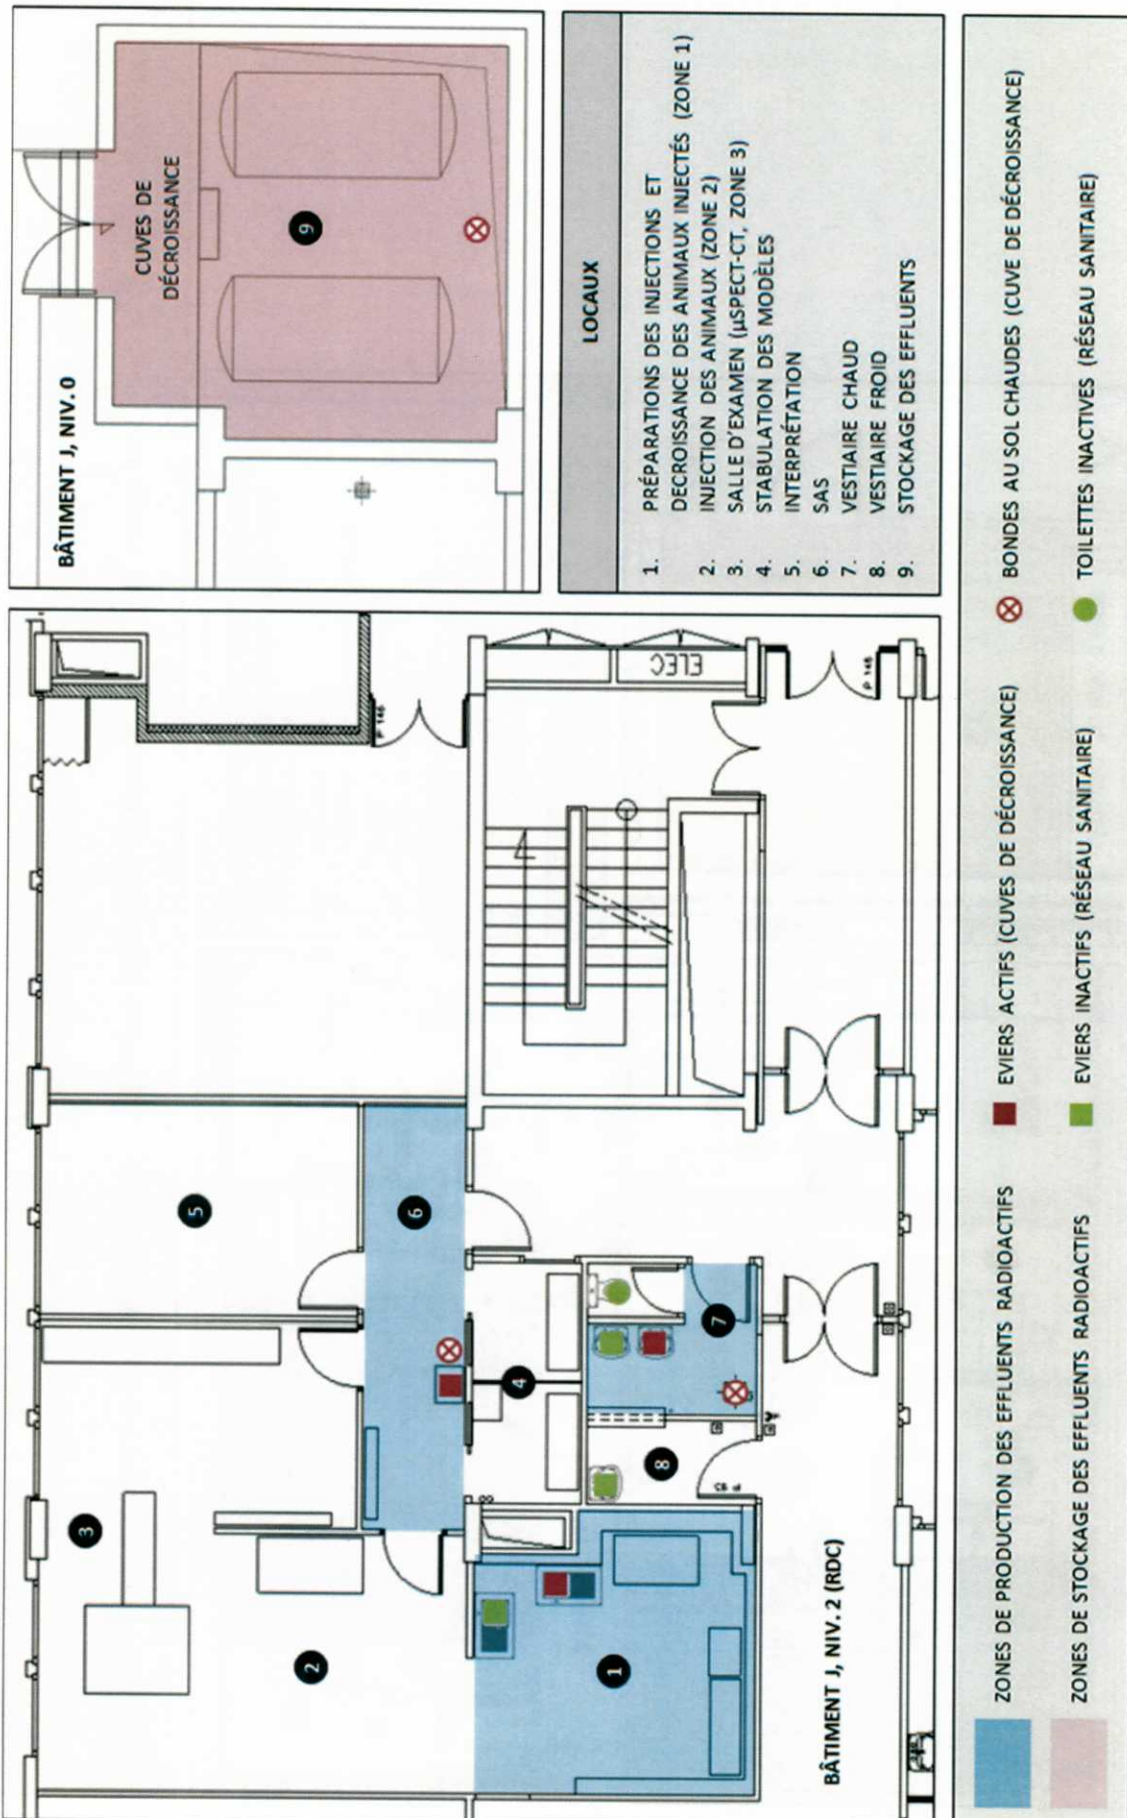 BÂTIMENT J, NIV. 0
CUVES DE
DÉCROISSANCE
9
LOCAUX
1. PRÉPARATIONS DES INJECTIONS ET
DECROISSANCE DES ANIMAUX INJECTÉS (ZONE 1)
2. INJECTION DES ANIMAUX (ZONE 2)
3. SALLE D'EXAMEN (µSPECT-CT, ZONE 3)
4. STABULATION DES MODÈLES
5. INTERPRÉTATION
6. SAS
7. VESTIAIRE CHAUD
8. VESTIAIRE FROID
9. STOCKAGE DES EFFLUENTS
3
5
2
6
4
1
8
7
P 146
ELEC
P 146
BÂTIMENT J, NIV. 2 (RDC)
ZONES DE PRODUCTION DES EFFLUENTS RADIOACTIFS
EVIERS ACTIFS (CUVES DE DÉCROISSANCE)
BONDES AU SOL CHAUDES (CUVE DE DÉCROISSANCE)
ZONES DE STOCKAGE DES EFFLUENTS RADIOACTIFS
EVIERS INACTIFS (RÉSEAU SANITAIRE)
TOILETTES INACTIVES (RÉSEAU SANITAIRE)